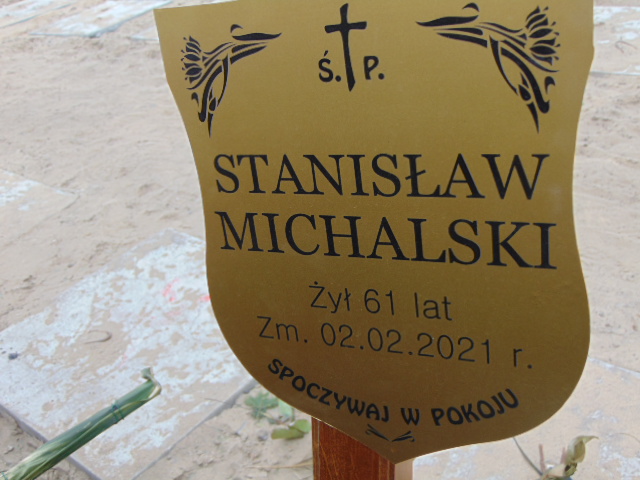 Ś. P.
STANISŁAW
MICHALSKI
Żył 61 lat
Zm. 02.02.2021 r.
SPOCZYWAJ W POKOJU